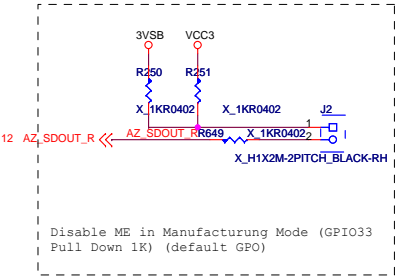 3VSB VCC3
R250 R251
X_1KR0402 X_1KR0402 J2
1
12 AZ_SDOUT_R AZ_SDOUT_R R649 X_1KR0402 2
X_H1X2M-2PITCH_BLACK-RH
Disable ME in Manufacturung Mode (GPIO33
Pull Down 1K) (default GPO)